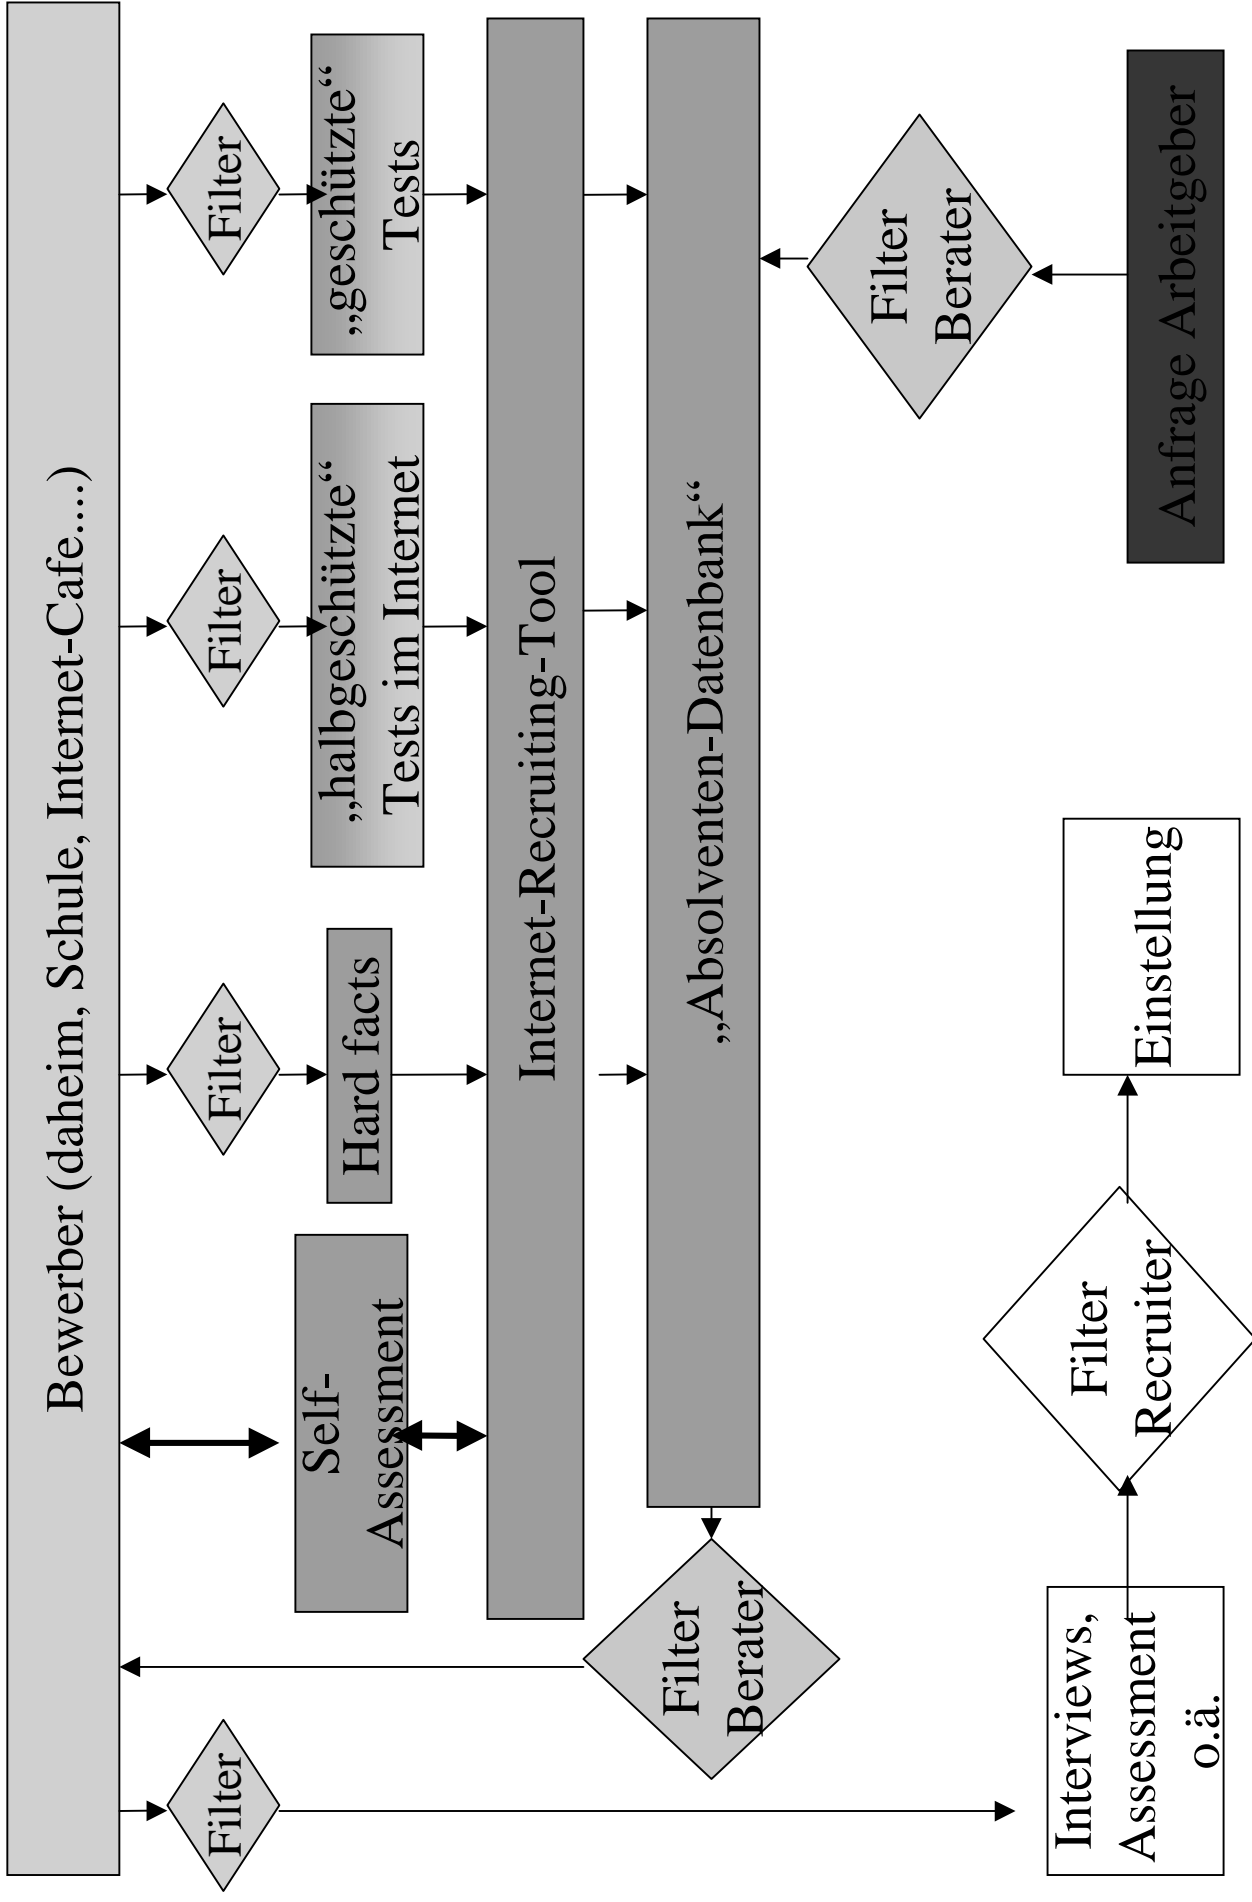 Bewerber (daheim, Schule, Internet-Cafe....)
Filter
Filter
Filter
Filter
Self-
Assessment
Hard facts
„halbgeschützte“
Tests im Internet
„geschützte“
Tests
Internet-Recruiting-Tool
„Absolventen-Datenbank“
Filter
Berater
Filter
Berater
Interviews,
Assessment
o.ä.
Filter
Recruiter
Einstellung
Anfrage Arbeitgeber